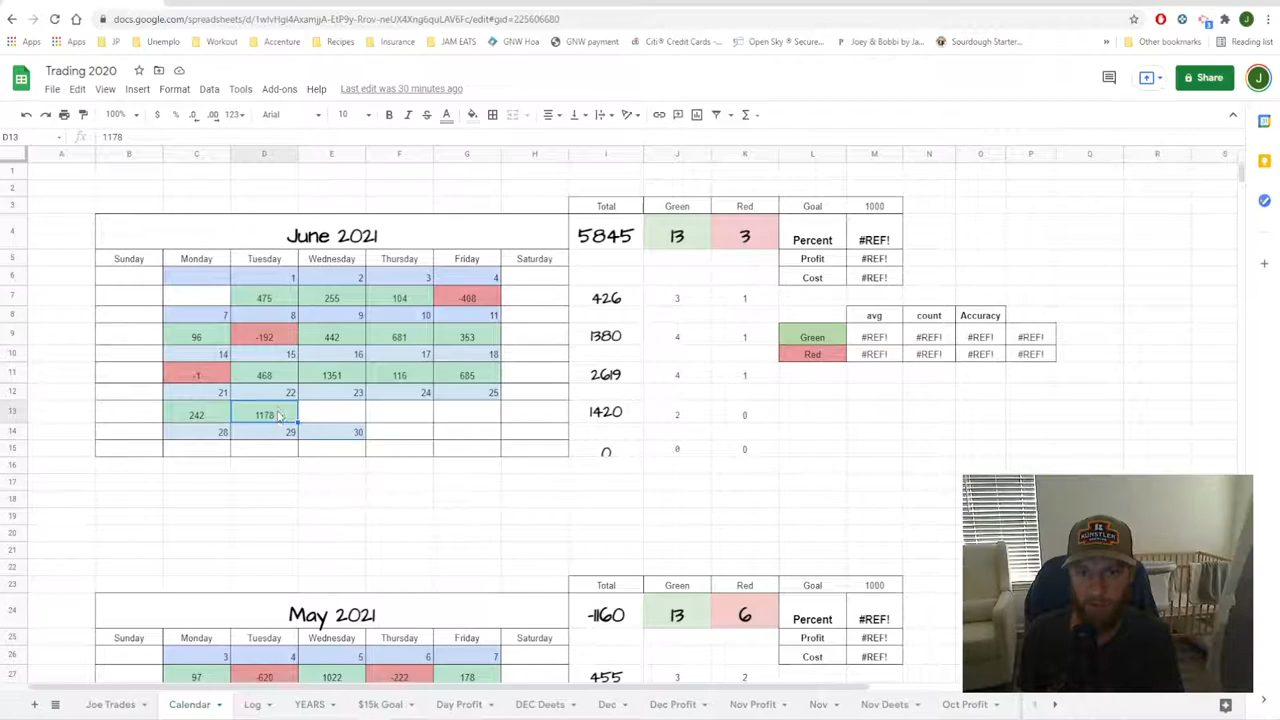 docs.google.com/spreadsheets/d/1wIvHgI4AxamjjA-EtP9y-Rrov-neUX4Xng6quLAV6Fc/edit#gid=225606680
Apps Apps JP Unemplo Workout Accenture Recipes Insurance JAM EATS GNW Hoa GNW payment Citi® Credit Cards -... Open Sky ® Secure... Joey & Bobbi by Ja... Sourdough Starter... » Other bookmarks Reading list
Trading 2020
File Edit View Insert Format Data Tools Add-ons Help Last edit was 30 minutes ago
Share J
100% $ % .0 .00 123 Arial 10 B I S A
D13 fx 1178
A B C D E F G H I J K L M N O P Q R S
Total Green Red Goal 1000
June 2021 5845 13 3 Percent #REF!
Sunday Monday Tuesday Wednesday Thursday Friday Saturday Profit #REF!
1 2 3 4 Cost #REF!
475 255 104 -408 426 3 1
7 8 9 10 11 avg count Accuracy
96 -192 442 681 353 1380 4 1 Green #REF! #REF! #REF! #REF!
14 15 16 17 18 Red #REF! #REF! #REF! #REF!
-1 468 1351 116 685 2619 4 1
21 22 23 24 25
242 1178 1420 2 0
28 29 30
0 0 0
Total Green Red Goal 1000
May 2021 -1160 13 6 Percent #REF!
Sunday Monday Tuesday Wednesday Thursday Friday Saturday Profit #REF!
3 4 5 6 7 Cost #REF!
97 -620 1022 -222 178 455 3 2
KÜNSTLER
Joe Trades Calendar Log YEARS $15k Goal Day Profit DEC Deets Dec Dec Profit Nov Profit Nov Nov Deets Oct Profit